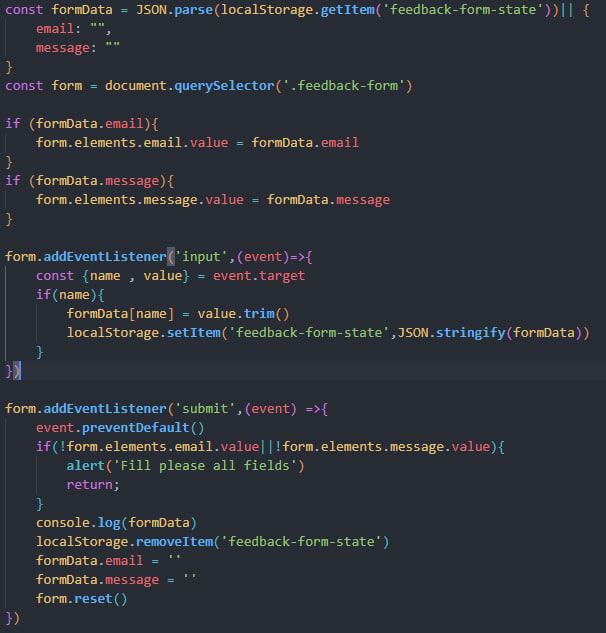 const formData = JSON.parse(localStorage.getItem('feedback-form-state'))|| {
    email: "",
    message: ""
}
const form = document.querySelector('.feedback-form')

if (formData.email){
    form.elements.email.value = formData.email
}
if (formData.message){
    form.elements.message.value = formData.message
}

form.addEventListener('input',(event)=>{
    const {name , value} = event.target
    if(name){
        formData[name] = value.trim()
        localStorage.setItem('feedback-form-state',JSON.stringify(formData))
    }
})

form.addEventListener('submit',(event) =>{
    event.preventDefault()
    if(!form.elements.email.value||!form.elements.message.value){
        alert('Fill please all fields')
        return;
    }
    console.log(formData)
    localStorage.removeItem('feedback-form-state')
    formData.email = ''
    formData.message = ''
    form.reset()
})